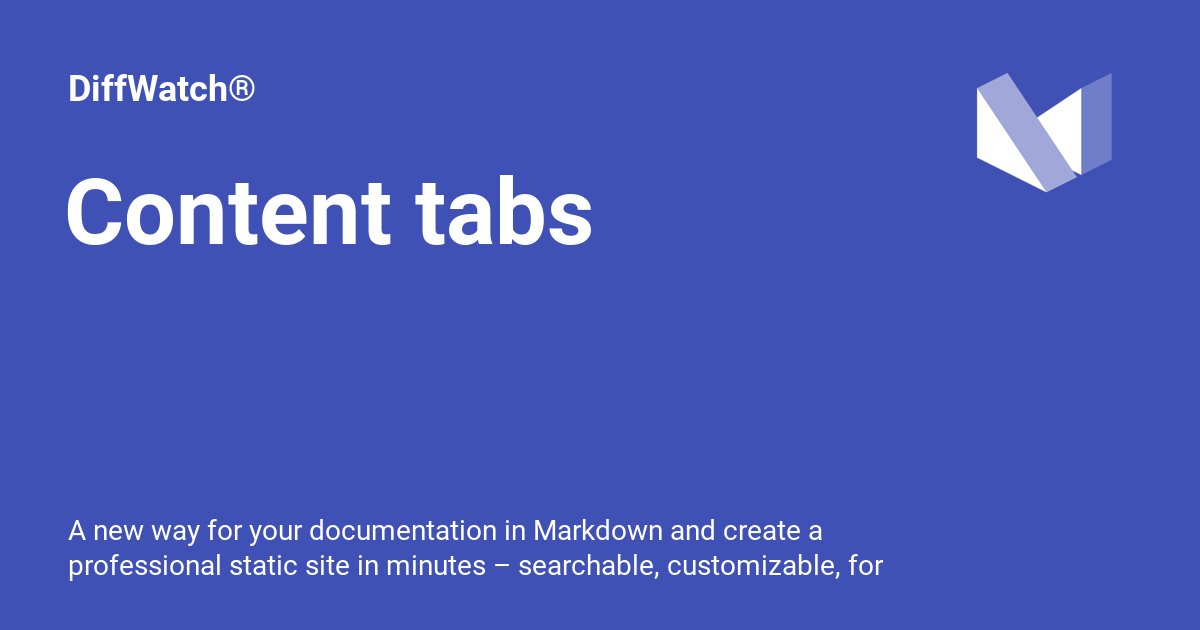 DiffWatch®
Content tabs
A new way for your documentation in Markdown and create a
professional static site in minutes – searchable, customizable, for